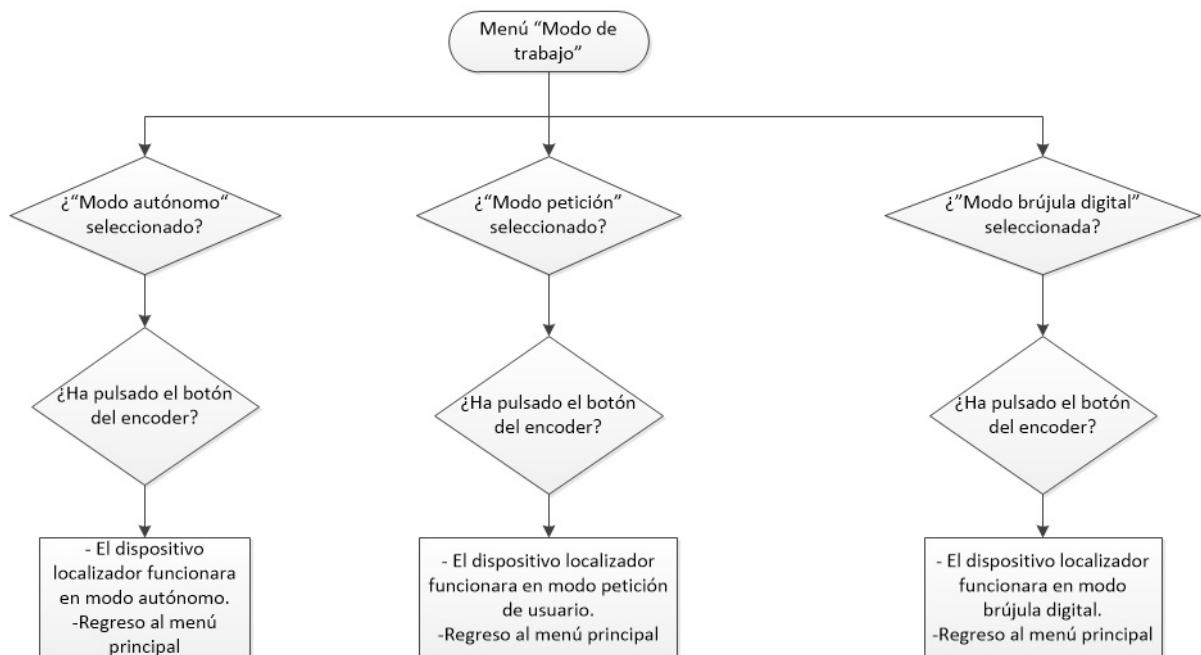 Menú “Modo de
trabajo”
¿“Modo autónomo“
seleccionado?
¿“Modo petición”
seleccionado?
¿”Modo brújula digital”
seleccionada?
¿Ha pulsado el botón
del encoder?
¿Ha pulsado el botón
del encoder?
¿Ha pulsado el botón
del encoder?
- El dispositivo
localizador funcionara
en modo autónomo.
-Regreso al menú
principal
- El dispositivo localizador
funcionara en modo petición
de usuario.
-Regreso al menú principal
- El dispositivo localizador
funcionara en modo
brújula digital.
-Regreso al menú principal